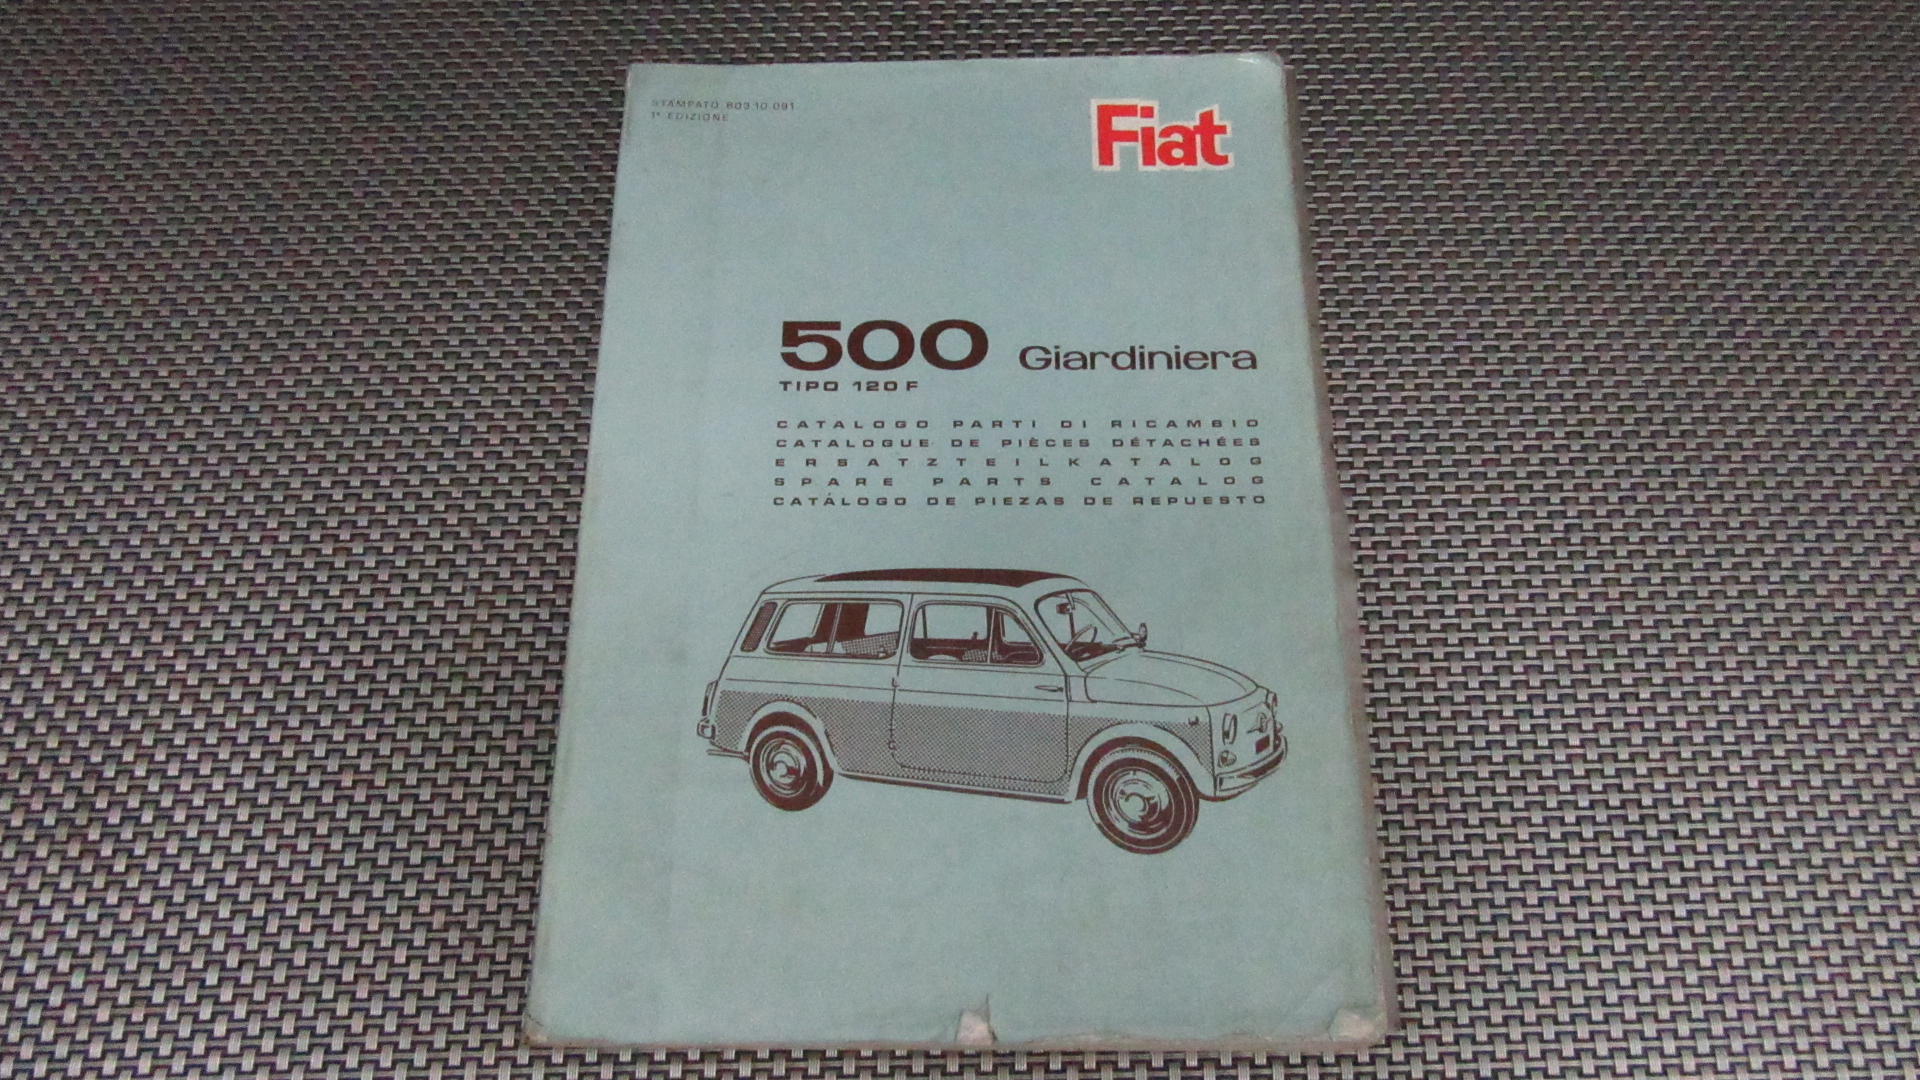 STAMPATO 603.10.091
1ª EDIZIONE
Fiat
500 Giardiniera
TIPO 120 F
CATALOGO PARTI DI RICAMBIO
CATALOGUE DE PIÈCES DÉTACHÉES
ERSATZTEILKATALOG
SPARE PARTS CATALOG
CATÁLOGO DE PIEZAS DE REPUESTO